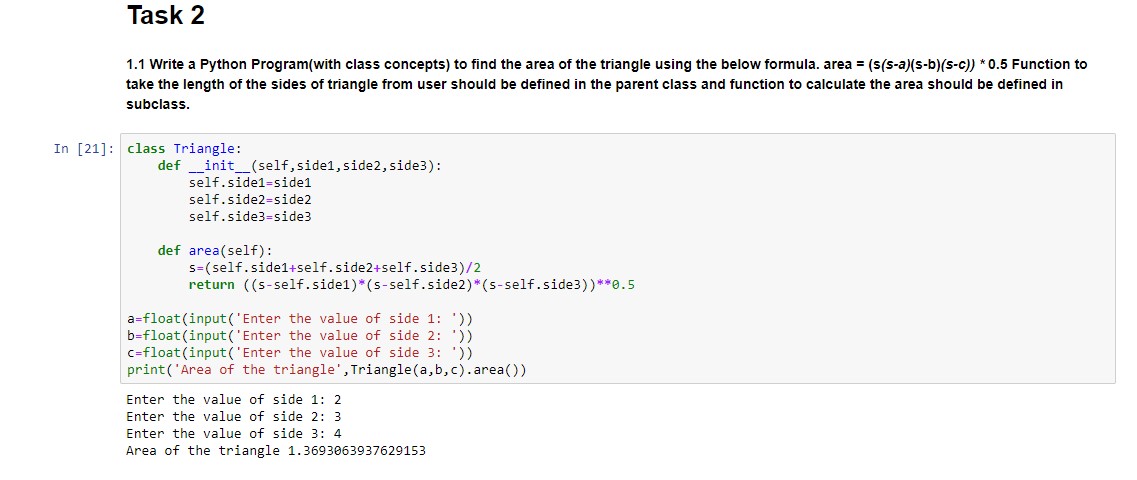 Task 2
1.1 Write a Python Program(with class concepts) to find the area of the triangle using the below formula. area = (s(s-a)(s-b)(s-c)) * 0.5 Function to
take the length of the sides of triangle from user should be defined in the parent class and function to calculate the area should be defined in
subclass.
In [21]: class Triangle:
    def __init__(self,side1,side2,side3):
        self.side1=side1
        self.side2=side2
        self.side3=side3
    def area(self):
        s=(self.side1+self.side2+self.side3)/2
        return ((s-self.side1)*(s-self.side2)*(s-self.side3))**0.5
a=float(input('Enter the value of side 1: '))
b=float(input('Enter the value of side 2: '))
c=float(input('Enter the value of side 3: '))
print('Area of the triangle',Triangle(a,b,c).area())
Enter the value of side 1: 2
Enter the value of side 2: 3
Enter the value of side 3: 4
Area of the triangle 1.3693063937629153